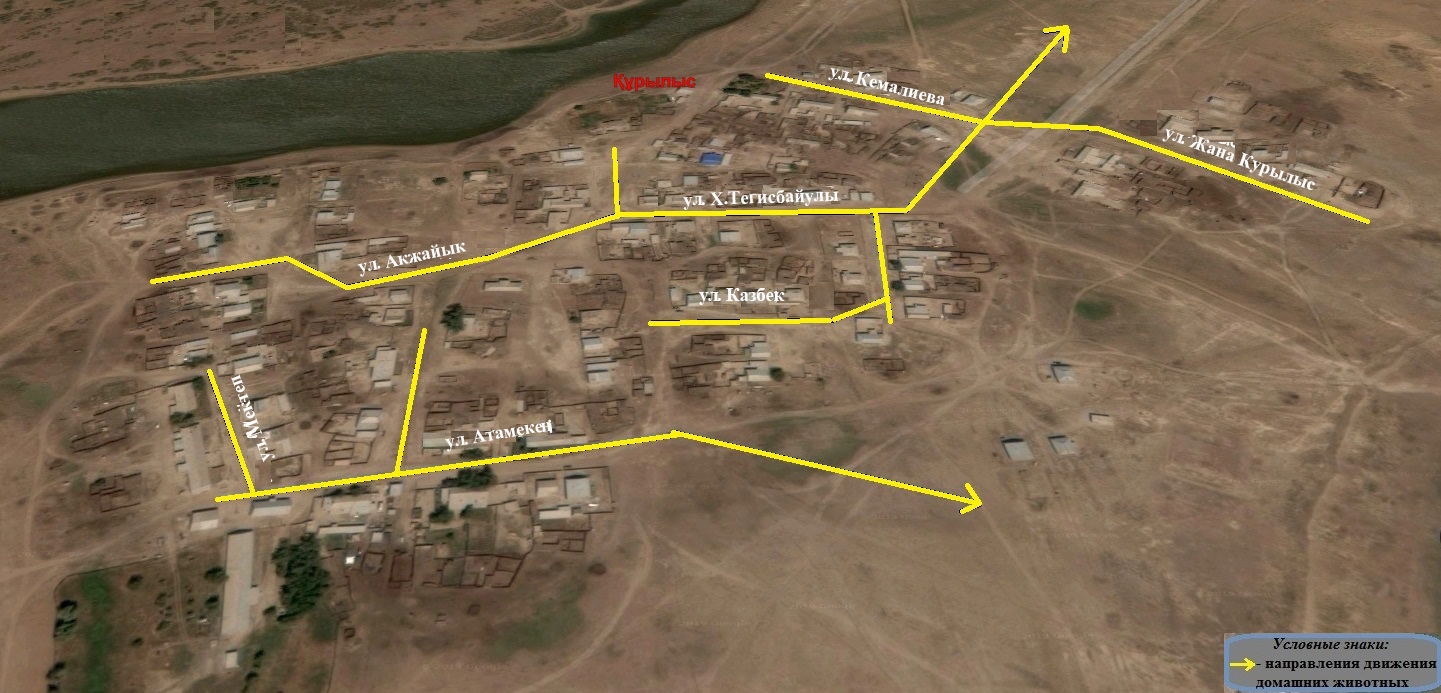 Құрылыс
ул. Кемалиева
ул. Жана Курылыс
ул. Х.Тегисбайулы
ул. Акжайык
ул. Казбек
ул. Мектеп
ул. Атамекен
Условные знаки:
- направления движения
домашних животных